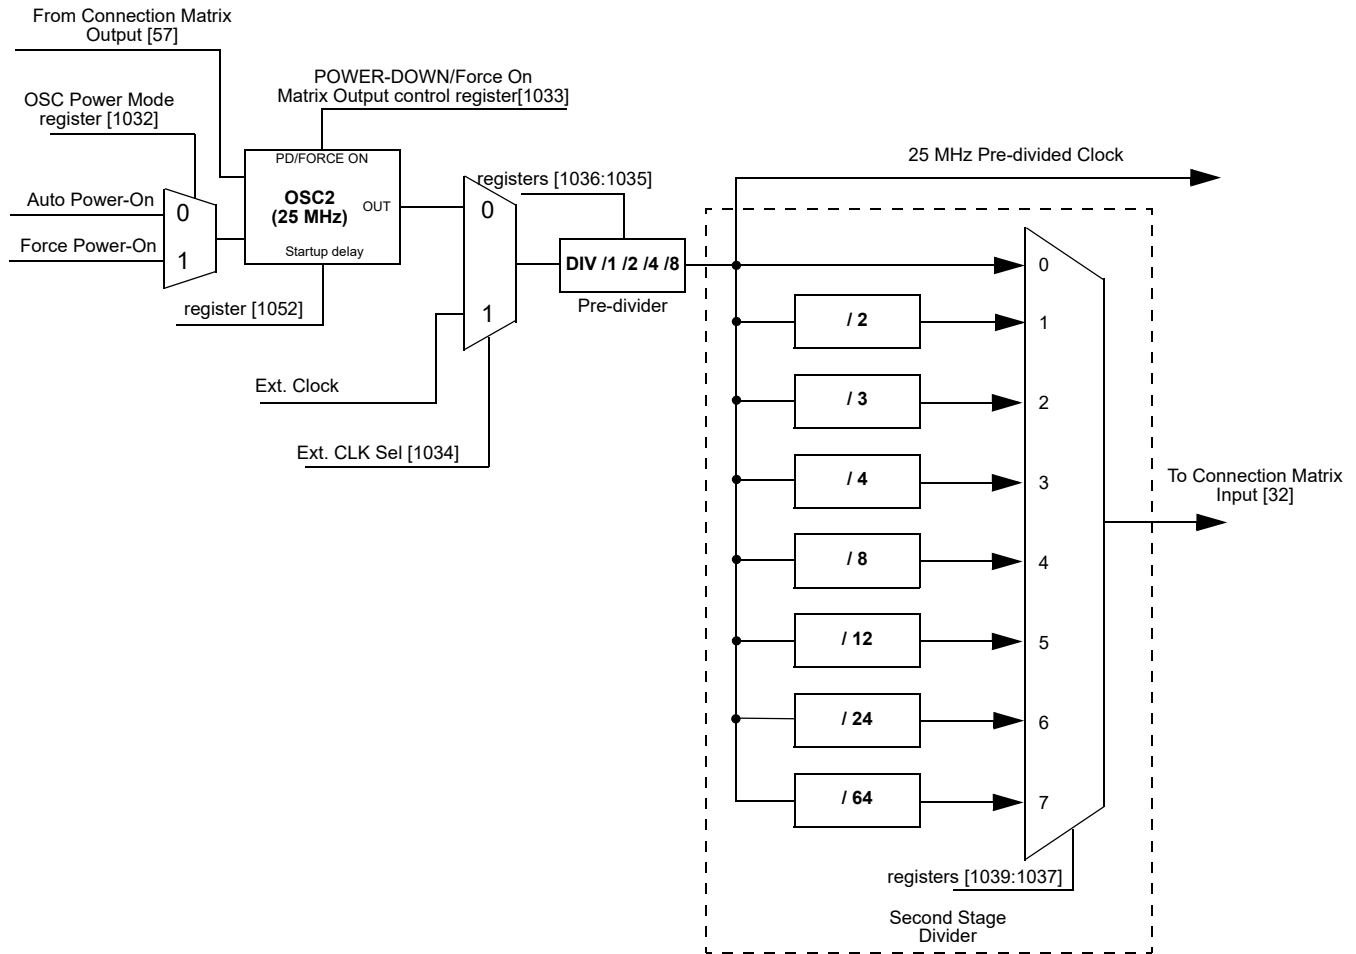 From Connection Matrix
Output [57]
POWER-DOWN/Force On
Matrix Output control register[1033]
OSC Power Mode
register [1032]
PD/FORCE ON
OSC2
(25 MHz)
OUT
Startup delay
Auto Power-On
0
Force Power-On
1
register [1052]
registers [1036:1035]
0
1
DIV /1 /2 /4 /8
Pre-divider
Ext. Clock
Ext. CLK Sel [1034]
25 MHz Pre-divided Clock
0
/ 2
1
/ 3
2
/ 4
3
/ 8
4
/ 12
5
/ 24
6
/ 64
7
To Connection Matrix
Input [32]
registers [1039:1037]
Second Stage
Divider